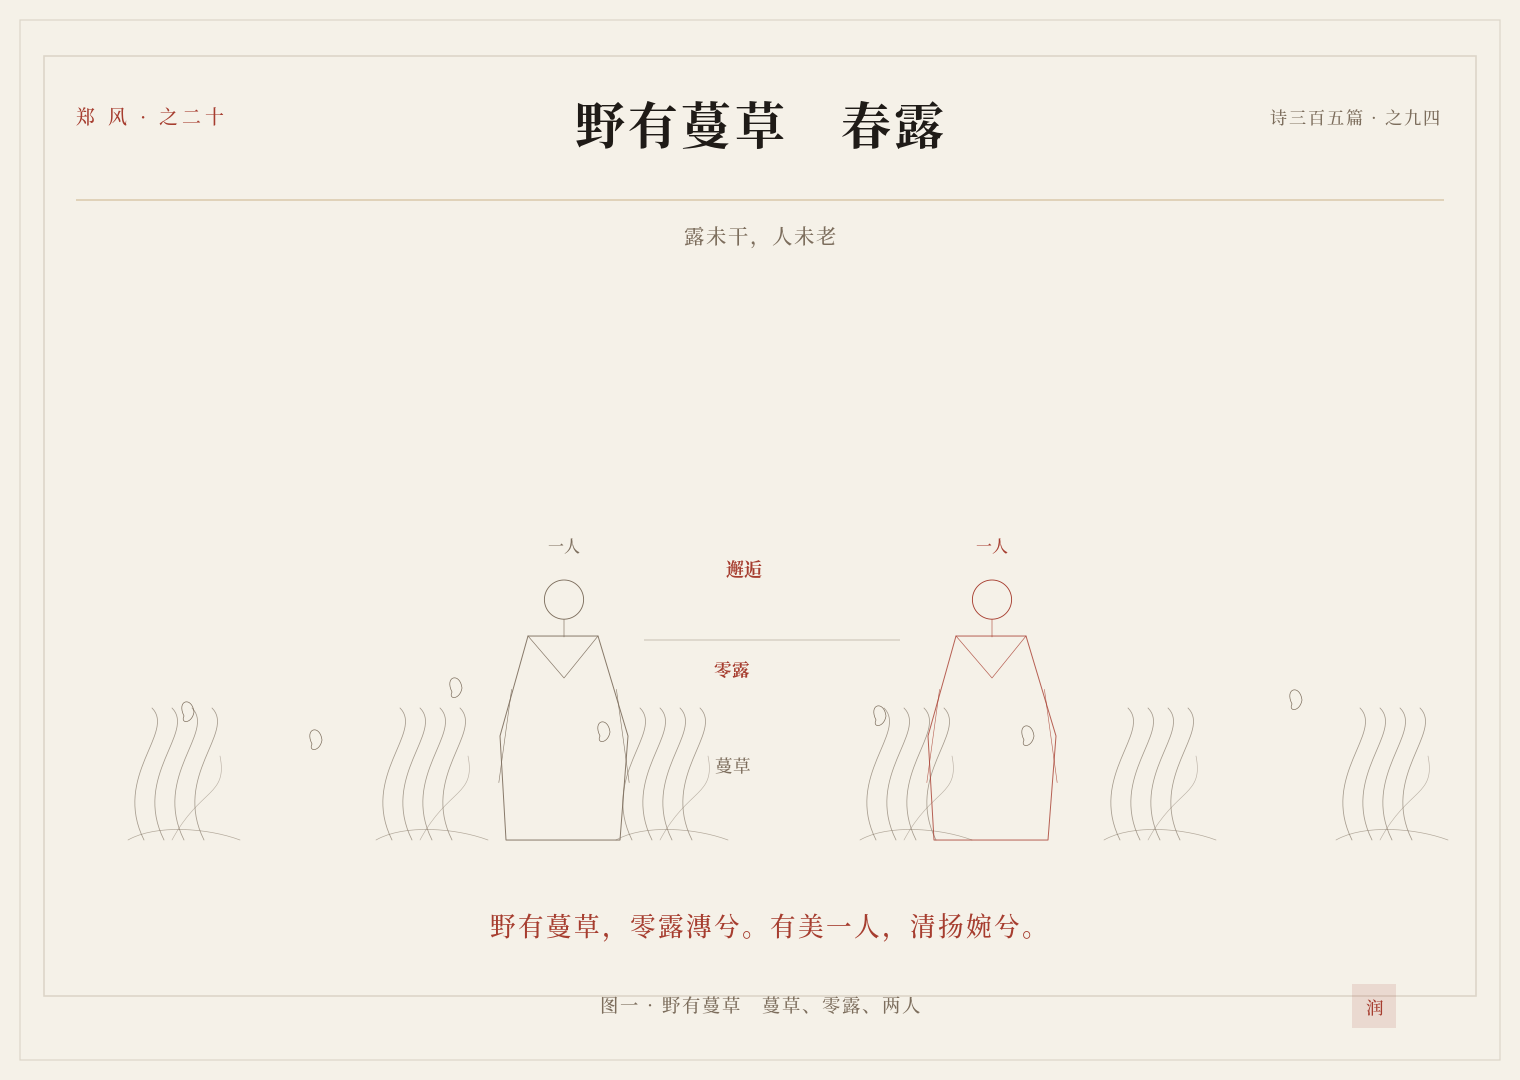 郑 风 · 之二十
野有蔓草　春露
诗三百五篇 · 之九四
露未干，人未老
一人
一人
邂逅
零露
蔓草
野有蔓草，零露漙兮。有美一人，清扬婉兮。
图一 · 野有蔓草　蔓草、零露、两人
润